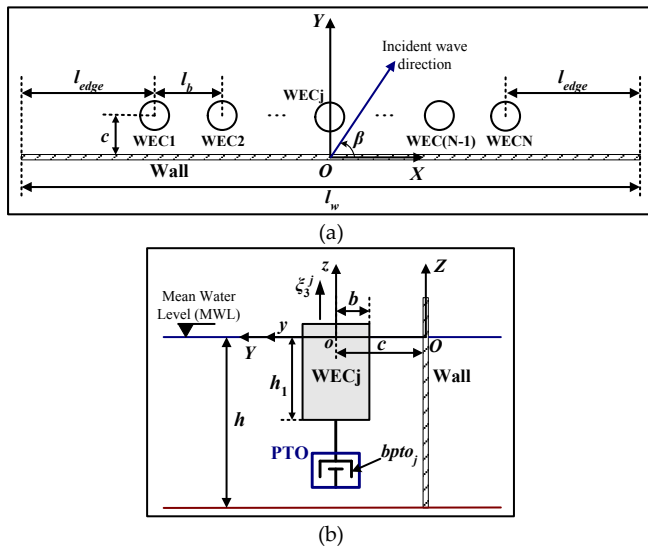 Y
Incident wave
direction
l_edge
l_b
WECj
l_edge
...
...
c
WEC1
WEC2
β
WEC(N-1)
WECN
Wall
O
X
l_w
(a)
z
Z
ξ_3^j
b
Mean Water
Level (MWL)
y
o
Y
c
O
WECj
Wall
h_1
h
PTO
bpto_j
(b)